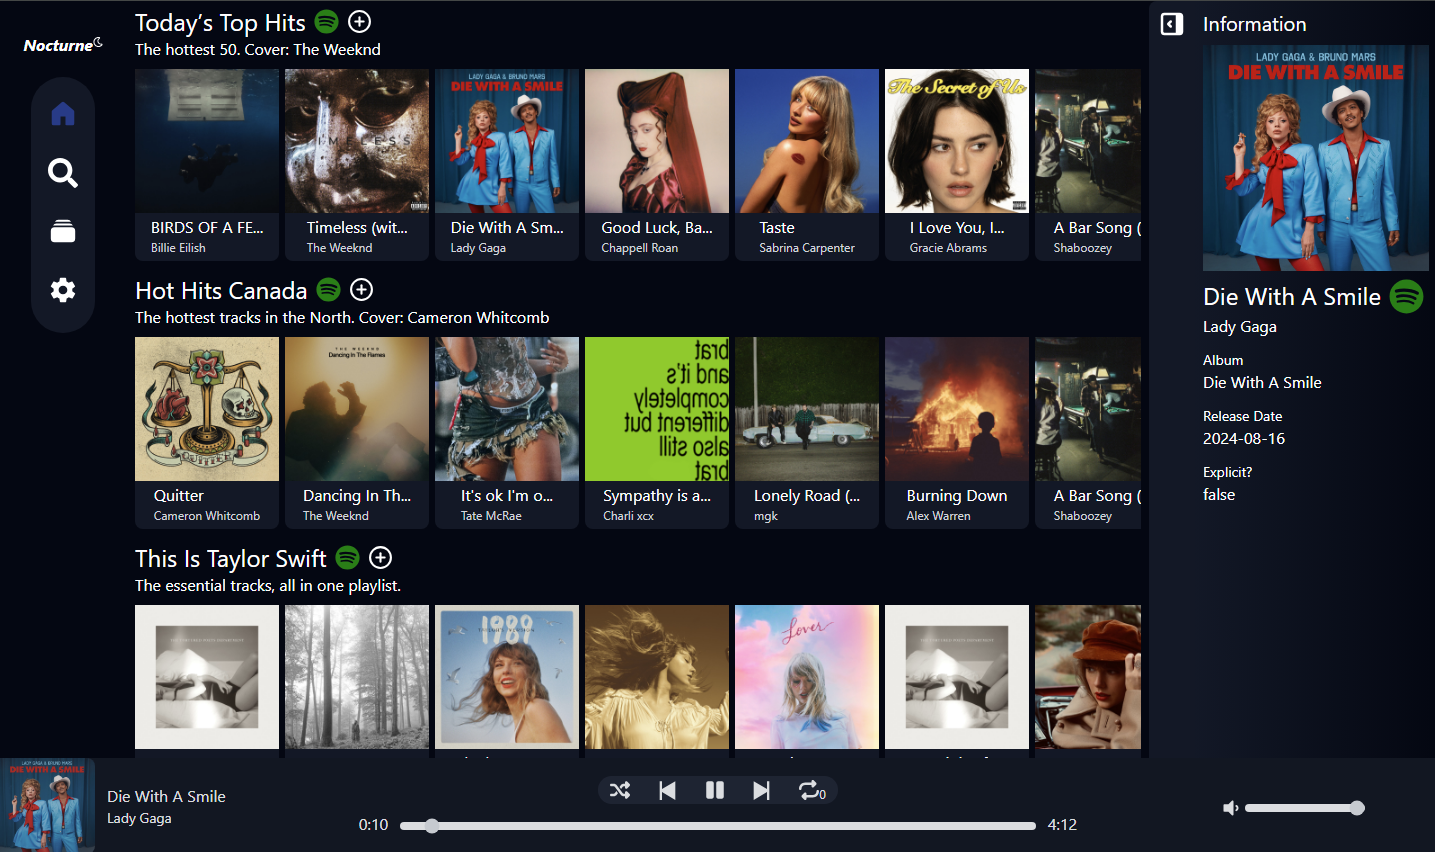 Nocturne
Today's Top Hits
The hottest 50. Cover: The Weeknd
LADY GAGA & BRUNO MARS
DIE WITH A SMILE
The Secret of Us
BIRDS OF A FE...
Billie Eilish
Timeless (wit...
The Weeknd
Die With A Sm...
Lady Gaga
Good Luck, Ba...
Chappell Roan
Taste
Sabrina Carpenter
I Love You, I...
Gracie Abrams
A Bar Song (
Shaboozey
Hot Hits Canada
The hottest tracks in the North. Cover: Cameron Whitcomb
THE WEEKND
Dancing In The Flames
brat
and it's
completely
different but
also still
brat
Quitter
Cameron Whitcomb
Dancing In Th...
The Weeknd
It's ok I'm o...
Tate McRae
Sympathy is a...
Charli xcx
Lonely Road (...
mgk
Burning Down
Alex Warren
A Bar Song (
Shaboozey
This Is Taylor Swift
The essential tracks, all in one playlist.
1989
Lover
Information
LADY GAGA & BRUNO MARS
DIE WITH A SMILE
Die With A Smile
Lady Gaga
Album
Die With A Smile
Release Date
2024-08-16
Explicit?
false
LADY GAGA & BRUNO MARS
DIE WITH A SMILE
Die With A Smile
Lady Gaga
0
0:10
4:12